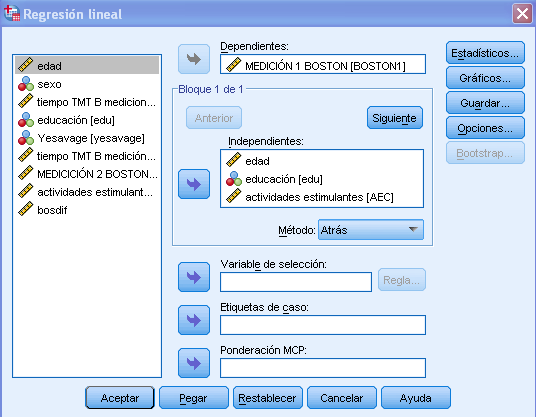 Regresión lineal
edad
sexo
tiempo TMT B medicion...
educación [edu]
Yesavage [yesavage]
tiempo TMT B medición...
MEDICICIÓN 2 BOSTON...
actividades estimulant...
bosdif
Dependientes:
MEDICIÓN 1 BOSTON [BOSTON1]
Bloque 1 de 1
Anterior
Siguiente
Independientes:
edad
educación [edu]
actividades estimulantes [AEC]
Método:
Atrás
Variable de selección:
Regla...
Etiquetas de caso:
Ponderación MCP:
Estadísticos...
Gráficos...
Guardar...
Opciones...
Bootstrap...
Aceptar
Pegar
Restablecer
Cancelar
Ayuda